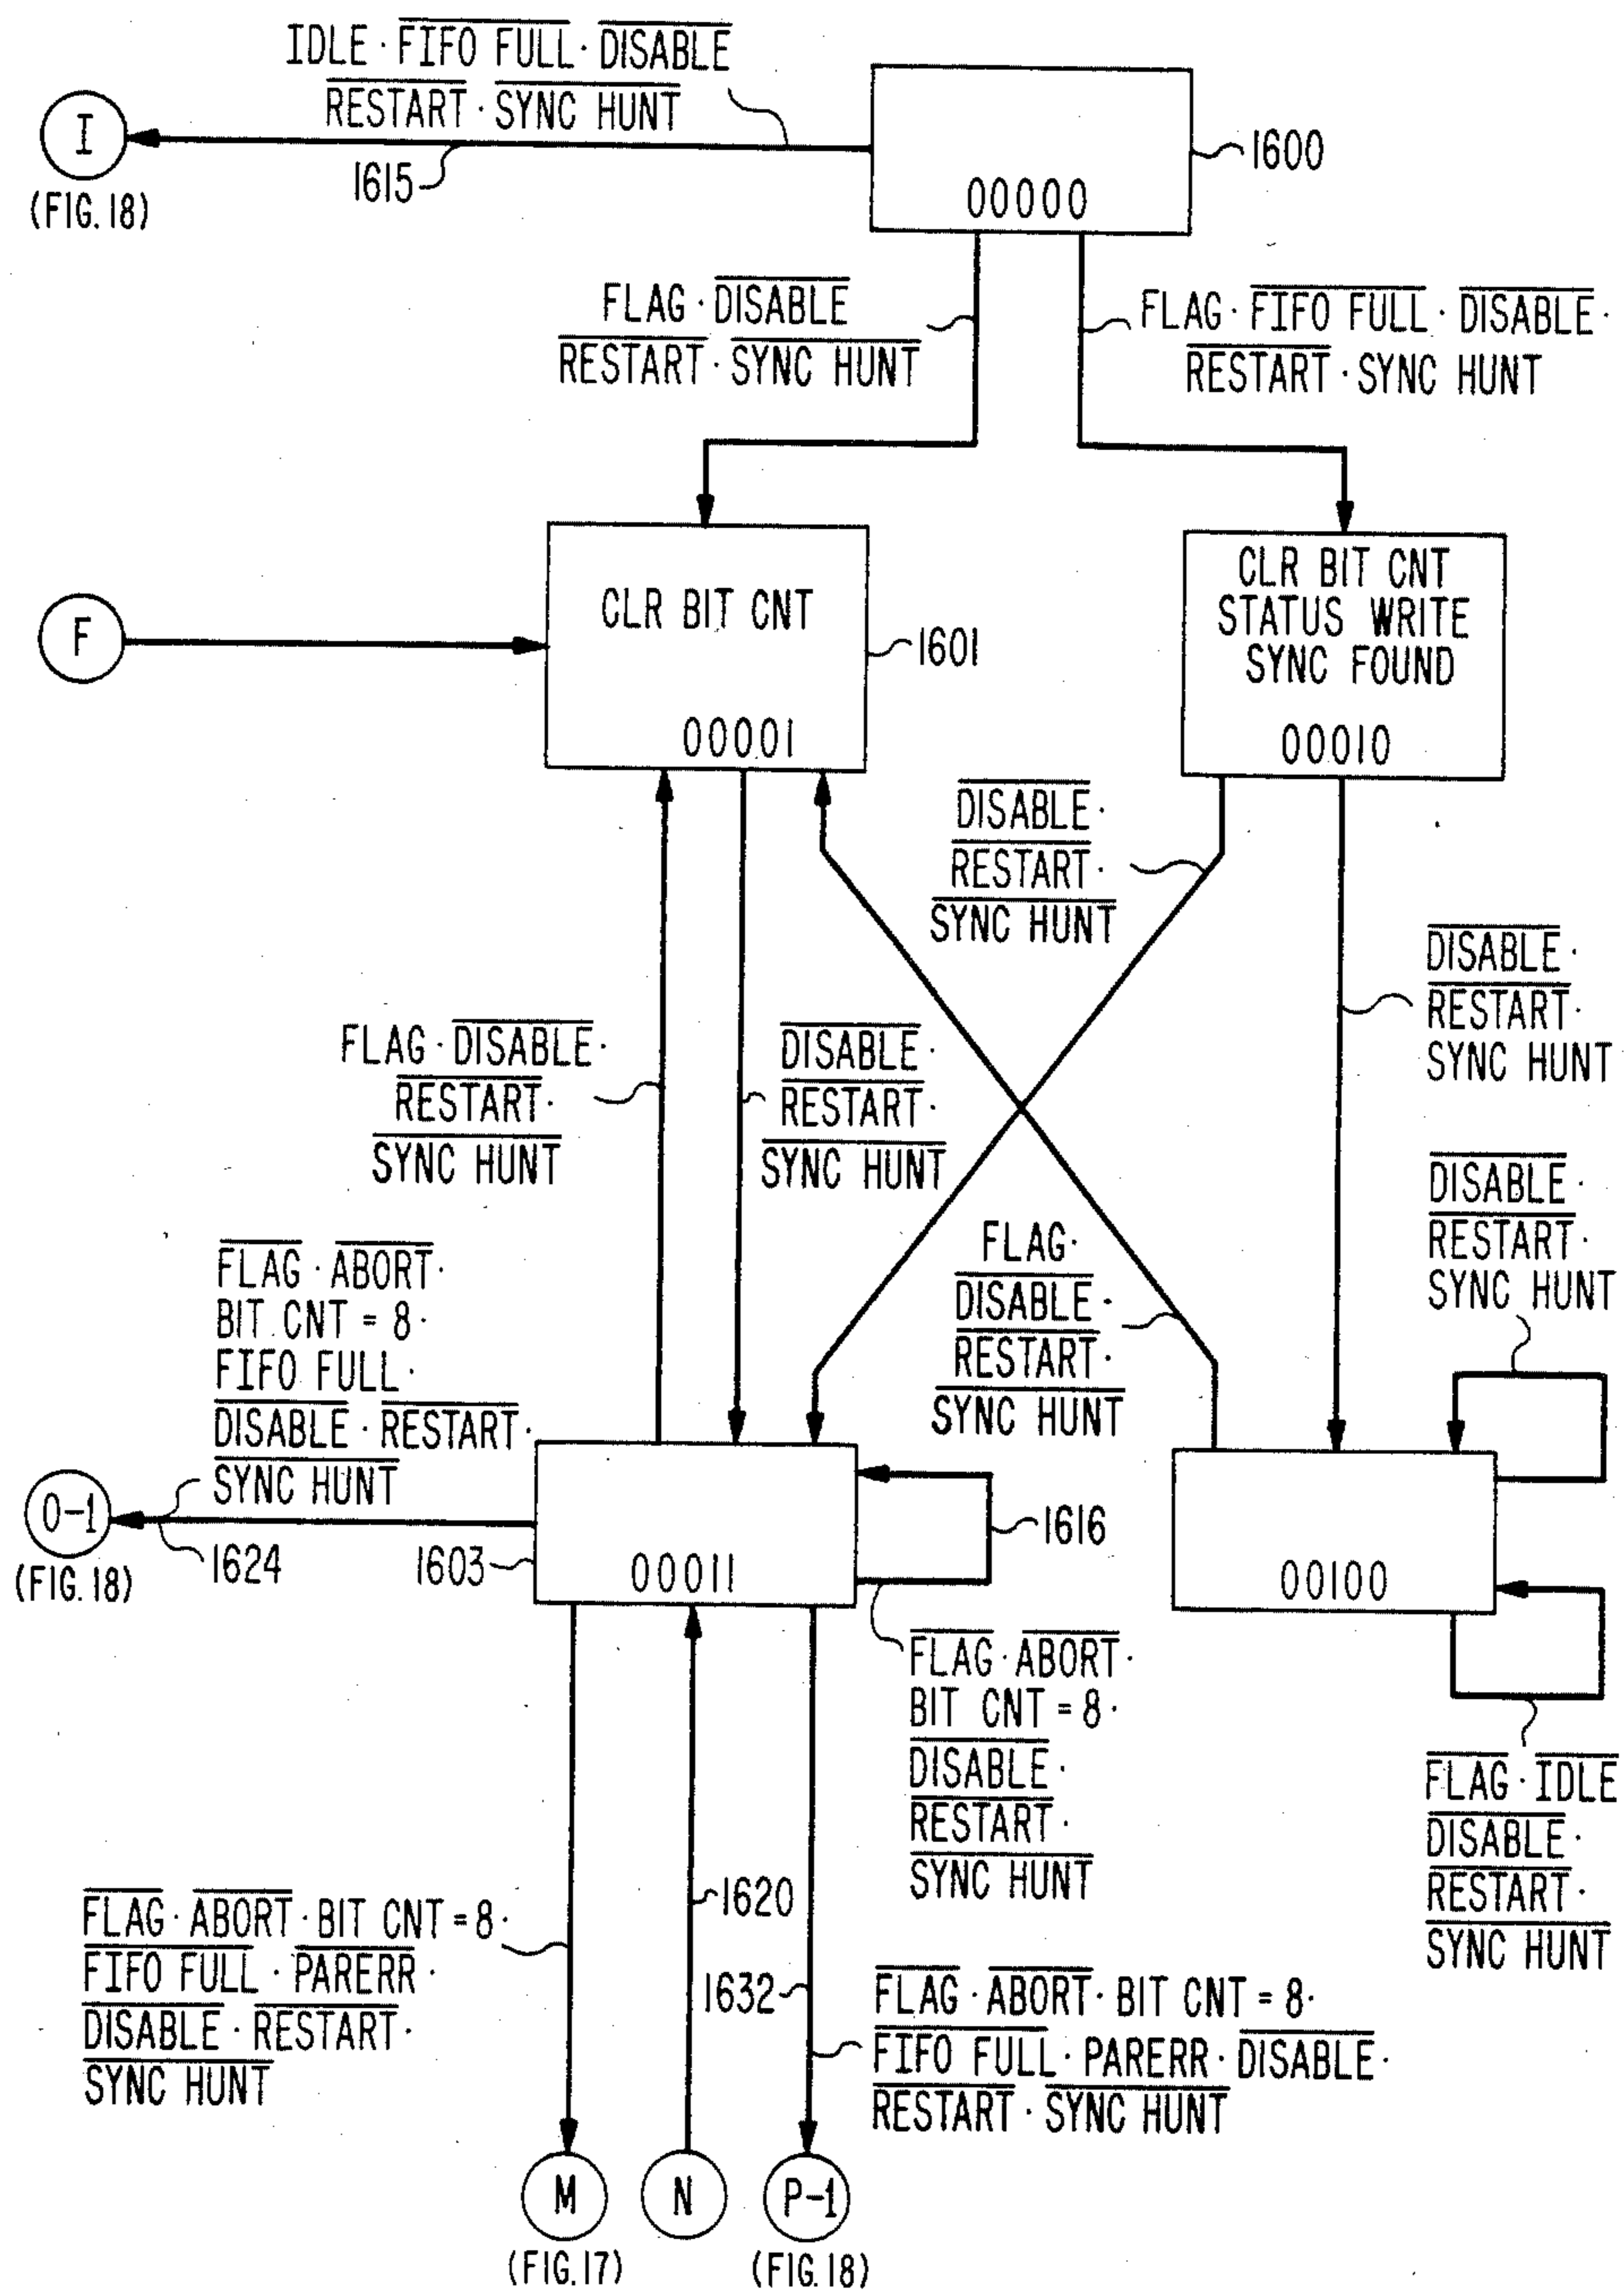 IDLE · FIFO FULL · DISABLE
RESTART · SYNC HUNT
I
(FIG. 18)
1615
00000
1600
FLAG · DISABLE
RESTART · SYNC HUNT
FLAG · FIFO FULL · DISABLE ·
RESTART · SYNC HUNT
F
CLR BIT CNT
00001
1601
CLR BIT CNT
STATUS WRITE
SYNC FOUND
00010
DISABLE ·
RESTART ·
SYNC HUNT
DISABLE ·
RESTART ·
SYNC HUNT
FLAG · DISABLE ·
RESTART ·
SYNC HUNT
DISABLE ·
RESTART ·
SYNC HUNT
DISABLE ·
RESTART ·
SYNC HUNT
FLAG ·
DISABLE ·
RESTART ·
SYNC HUNT
FLAG · ABORT ·
BIT CNT = 8 ·
FIFO FULL ·
DISABLE · RESTART ·
SYNC HUNT
O-1
(FIG. 18)
1624
1603
00011
1616
00100
FLAG · ABORT ·
BIT CNT = 8 ·
DISABLE ·
RESTART ·
SYNC HUNT
FLAG · IDLE
DISABLE ·
RESTART ·
SYNC HUNT
FLAG · ABORT · BIT CNT = 8 ·
FIFO FULL · PARERR ·
DISABLE · RESTART ·
SYNC HUNT
1620
1632
FLAG · ABORT · BIT CNT = 8 ·
FIFO FULL · PARERR · DISABLE ·
RESTART · SYNC HUNT
M
(FIG. 17)
N
P-1
(FIG. 18)